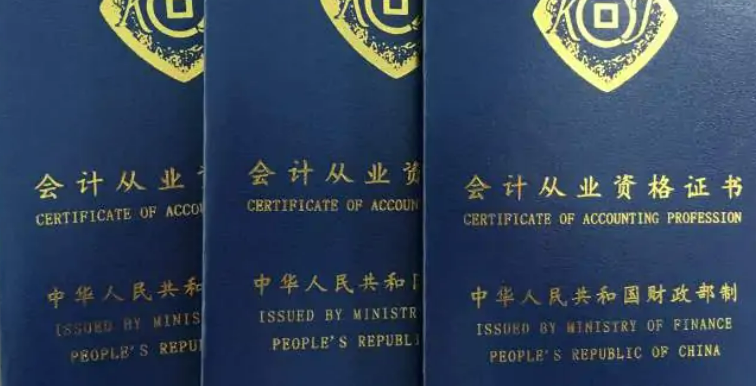 会计从业
CERTIFICATE OF ACCOU
中华人民共和
ISSUED BY MINIS
PEOPLE'S REPU
会计从业资
CERTIFICATE OF ACCOUN
中华人民共和
ISSUED BY MINISTR
PEOPLE'S REPUBL
会计从业资格证书
CERTIFICATE OF ACCOUNTING PROFESSION
中华人民共和国财政部制
ISSUED BY MINISTRY OF FINANCE
PEOPLE'S REPUBLIC OF CHINA